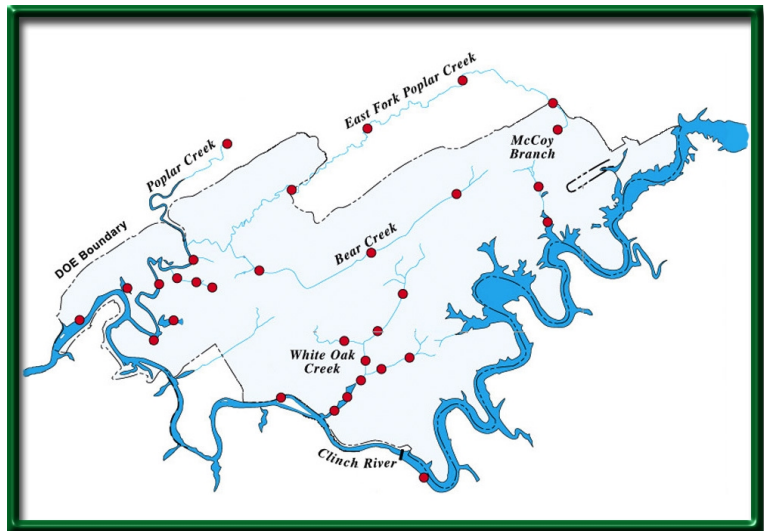 East Fork Poplar Creek
McCoy
Branch
Poplar Creek
DOE Boundary
Bear Creek
White Oak
Creek
Clinch River